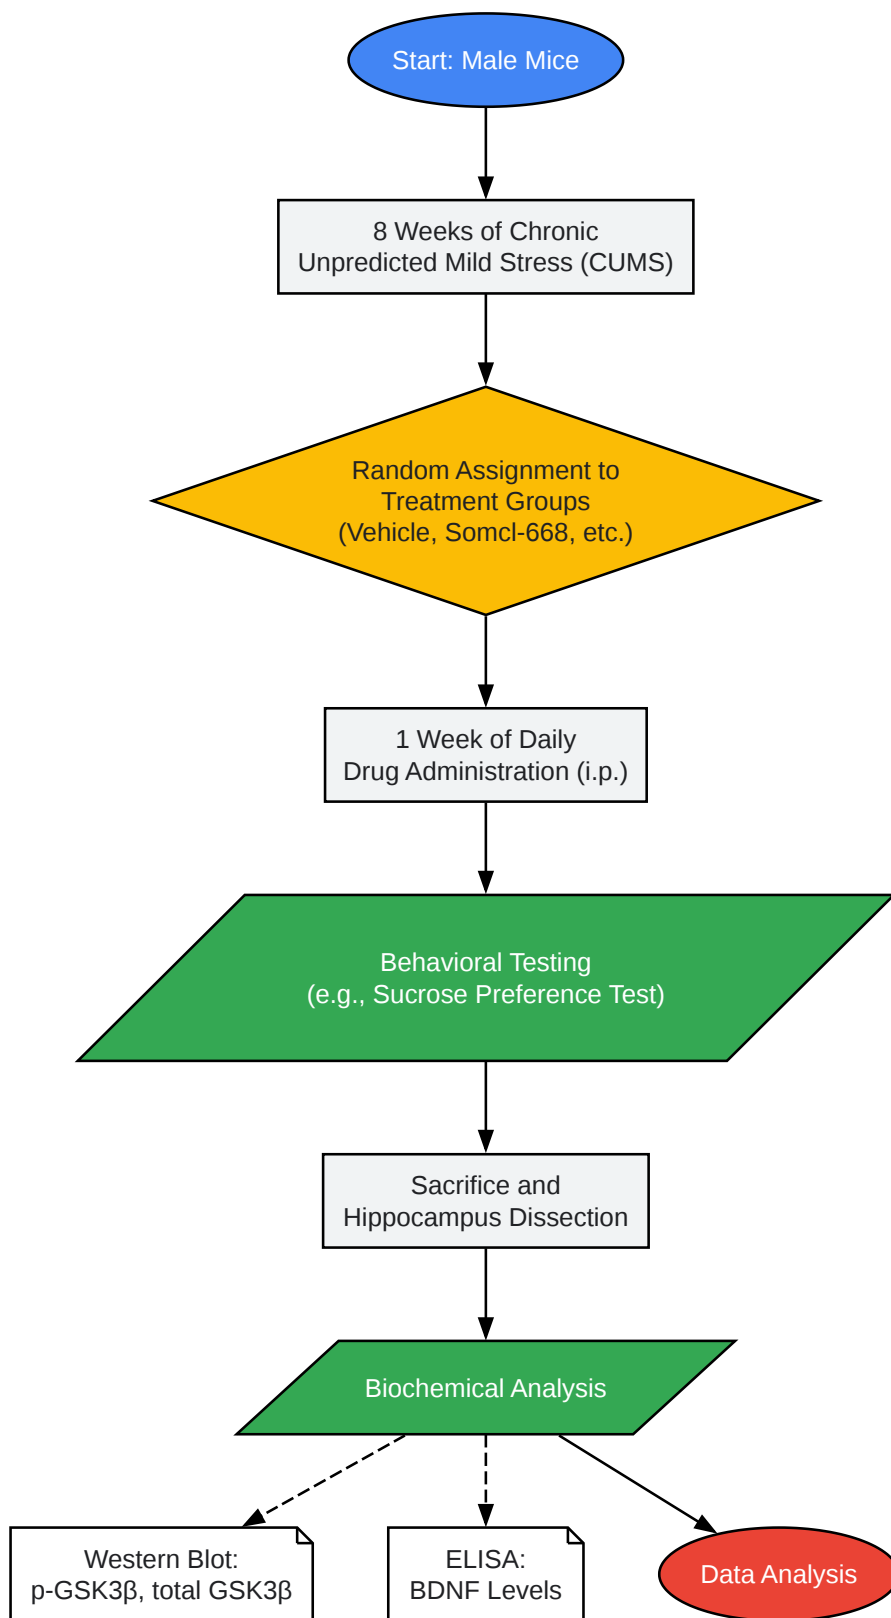 Start: Male Mice
8 Weeks of Chronic
Unpredicted Mild Stress (CUMS)
Random Assignment to
Treatment Groups
(Vehicle, Somcl-668, etc.)
1 Week of Daily
Drug Administration (i.p.)
Behavioral Testing
(e.g., Sucrose Preference Test)
Sacrifice and
Hippocampus Dissection
Biochemical Analysis
Western Blot:
p-GSK3β, total GSK3β
ELISA:
BDNF Levels
Data Analysis